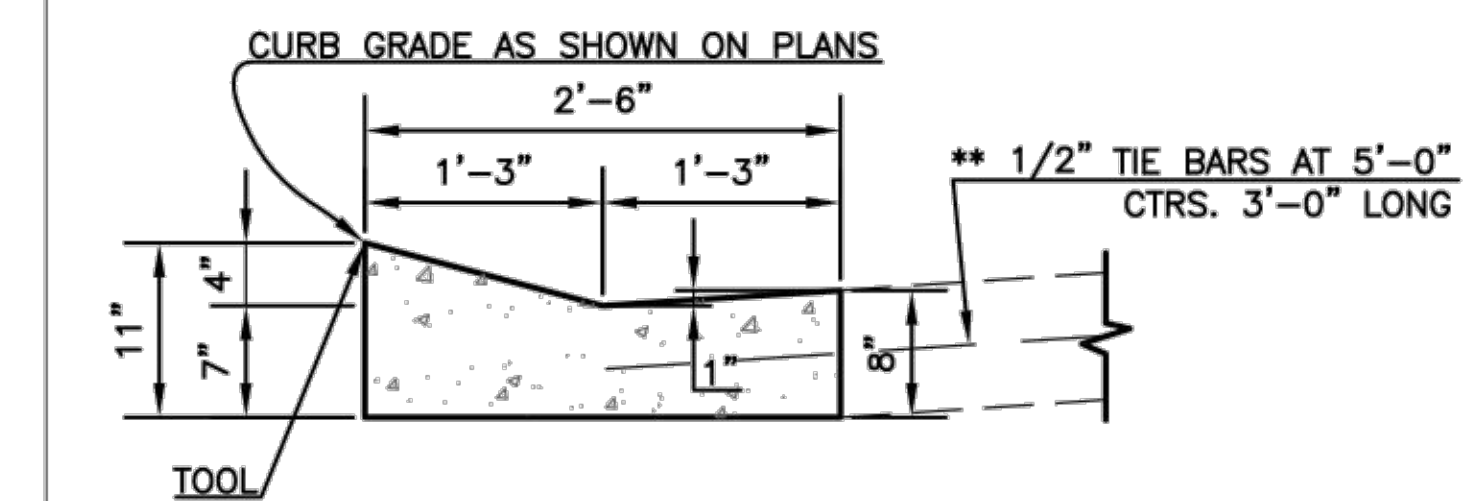 CURB GRADE AS SHOWN ON PLANS
2'-6"
1'-3"
1'-3"
** 1/2" TIE BARS AT 5'-0"
CTRS. 3'-0" LONG
4"
11"
7"
1"
8"
TOOL